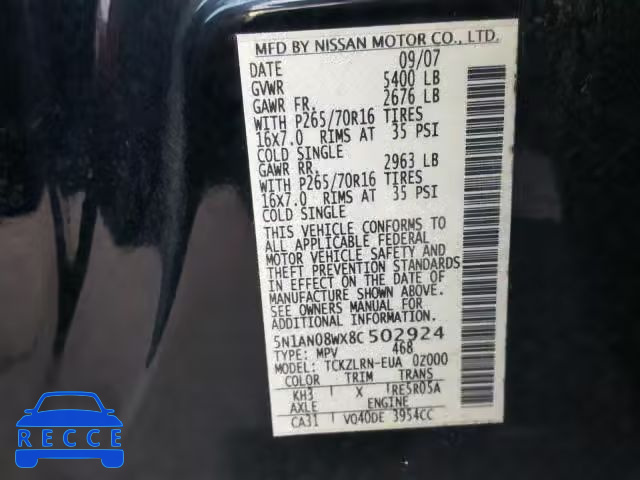 MFD BY NISSAN MOTOR CO., LTD.
DATE 09/07
GVWR 5400 LB
GAWR FR. 2676 LB
WITH P265/70R16 TIRES
16x7.0 RIMS AT 35 PSI
COLD SINGLE
GAWR RR. 2963 LB
WITH P265/70R16 TIRES
16x7.0 RIMS AT 35 PSI
COLD SINGLE
THIS VEHICLE CONFORMS TO
ALL APPLICABLE FEDERAL
MOTOR VEHICLE SAFETY AND
THEFT PREVENTION STANDARDS
IN EFFECT ON THE DATE OF
MANUFACTURE SHOWN ABOVE.
SEE OWNERS MANUAL FOR
ADDITIONAL INFORMATION
5N1AN08WX8C502924
TYPE: MPV 468
MODEL: TCKZLRN-EUA 02000
COLOR TRIM TRANS
KH3 X RE5R05A
AXLE ENGINE
CA31 VQ40DE 3954CC
RECCE